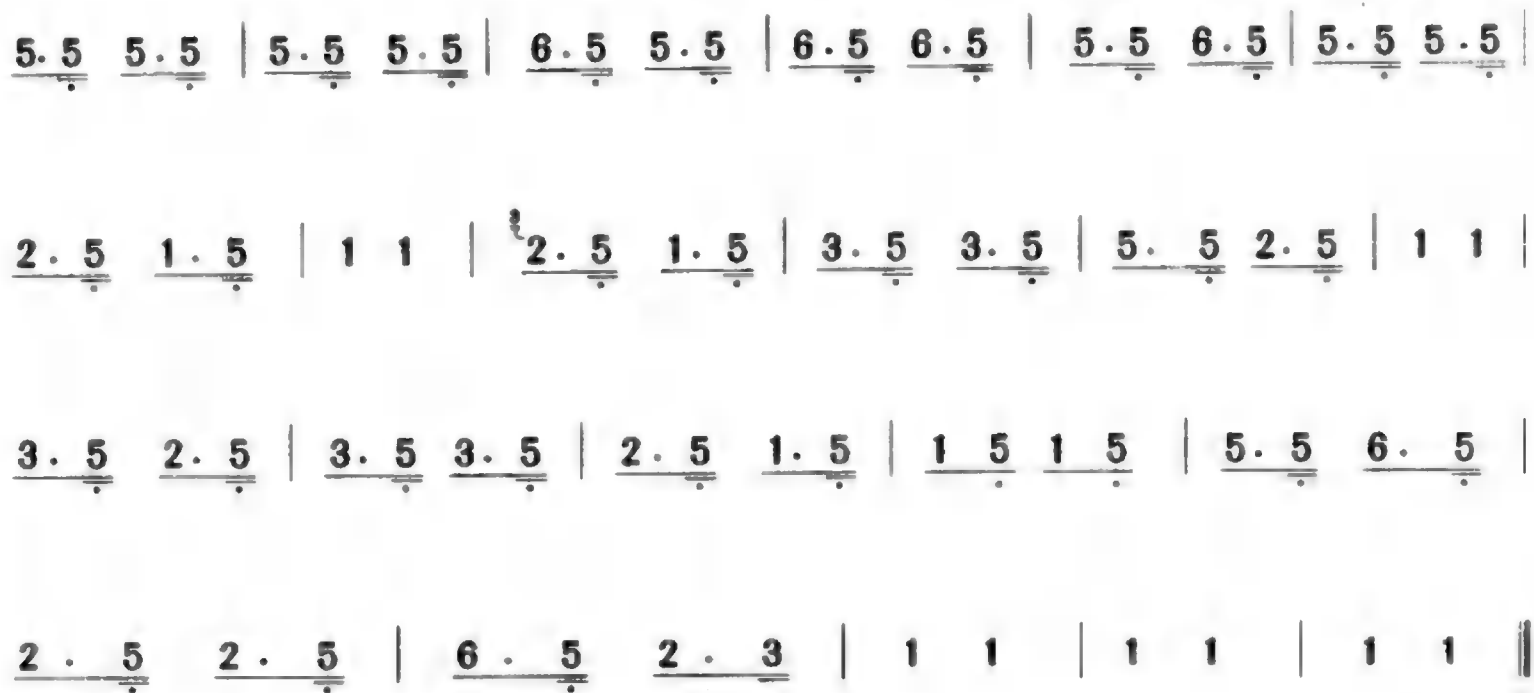 5. 5 5. 5 | 5. 5 5. 5 | 6. 5 5. 5 | 6. 5 6. 5 | 5. 5 6. 5 | 5. 5 5. 5 |
2. 5 1. 5 | 1 1 | 2. 5 1. 5 | 3. 5 3. 5 | 5. 5 2. 5 | 1 1 |
3. 5 2. 5 | 3. 5 3. 5 | 2. 5 1. 5 | 1 5 1 5 | 5. 5 6. 5 |
2. 5 2. 5 | 6. 5 2. 3 | 1 1 | 1 1 | 1 1 ‖